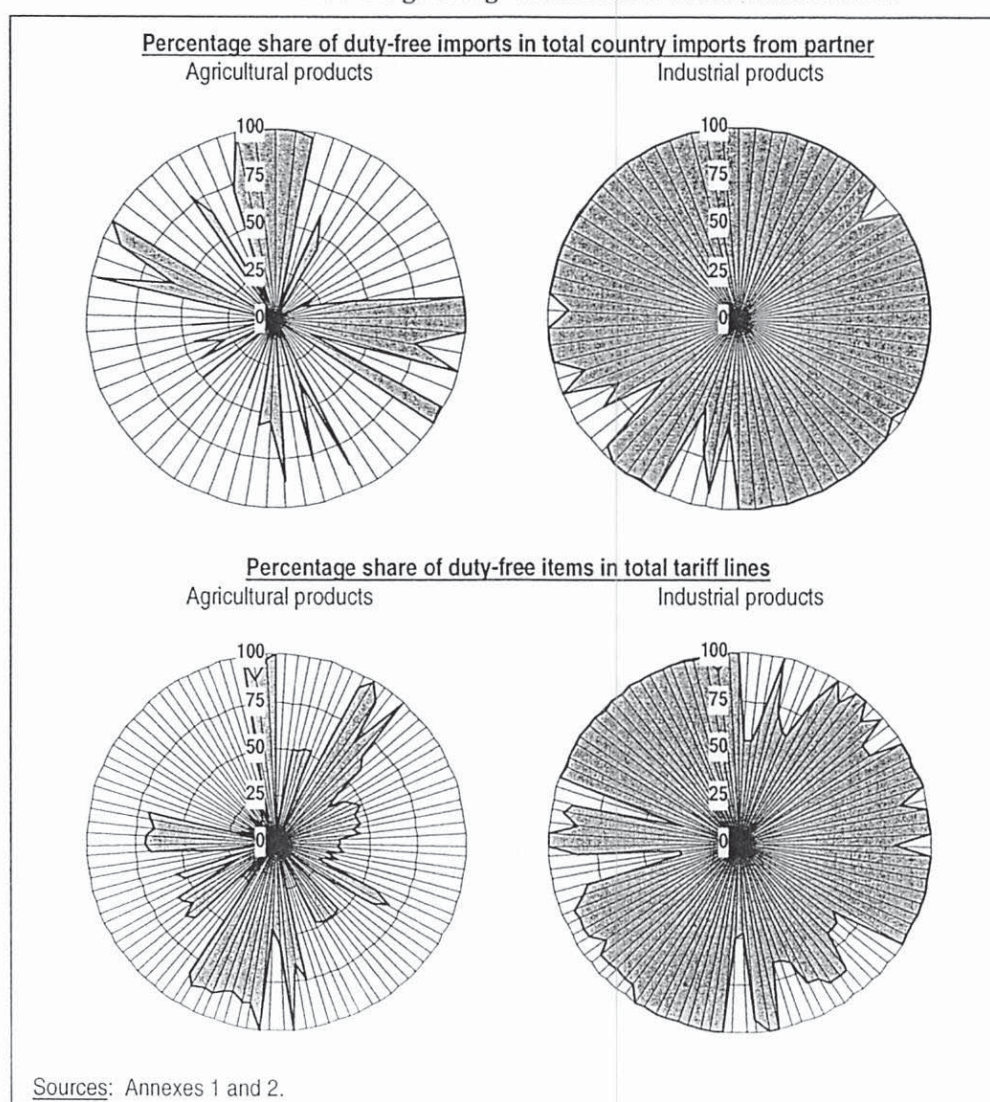 Percentage share of duty-free imports in total country imports from partner
Agricultural products
Industrial products
100
75
50
25
0
100
75
50
25
0
Percentage share of duty-free items in total tariff lines
Agricultural products
Industrial products
100
75
50
25
0
100
75
50
25
0
Sources: Annexes 1 and 2.